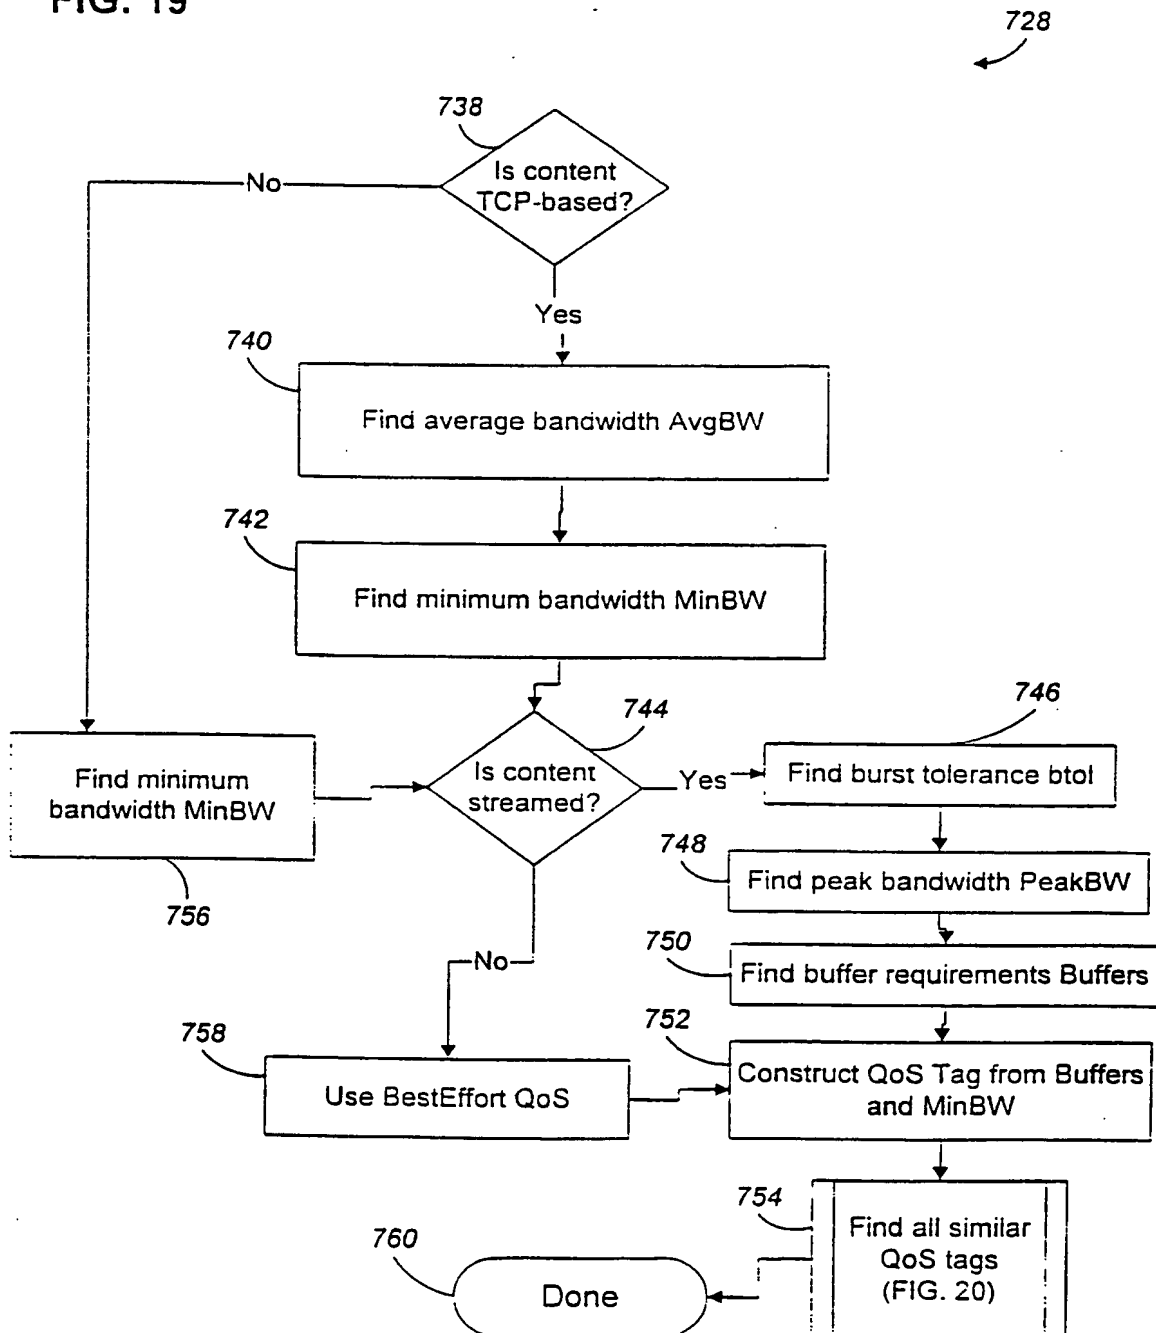 FIG. 19
728
738
Is content
TCP-based?
No
Yes
740
Find average bandwidth AvgBW
742
Find minimum bandwidth MinBW
744
746
Is content
streamed?
Yes
Find burst tolerance btol
Find minimum
bandwidth MinBW
756
748
Find peak bandwidth PeakBW
No
750
Find buffer requirements Buffers
758
Use BestEffort QoS
752
Construct QoS Tag from Buffers
and MinBW
754
Find all similar
QoS tags
(FIG. 20)
760
Done